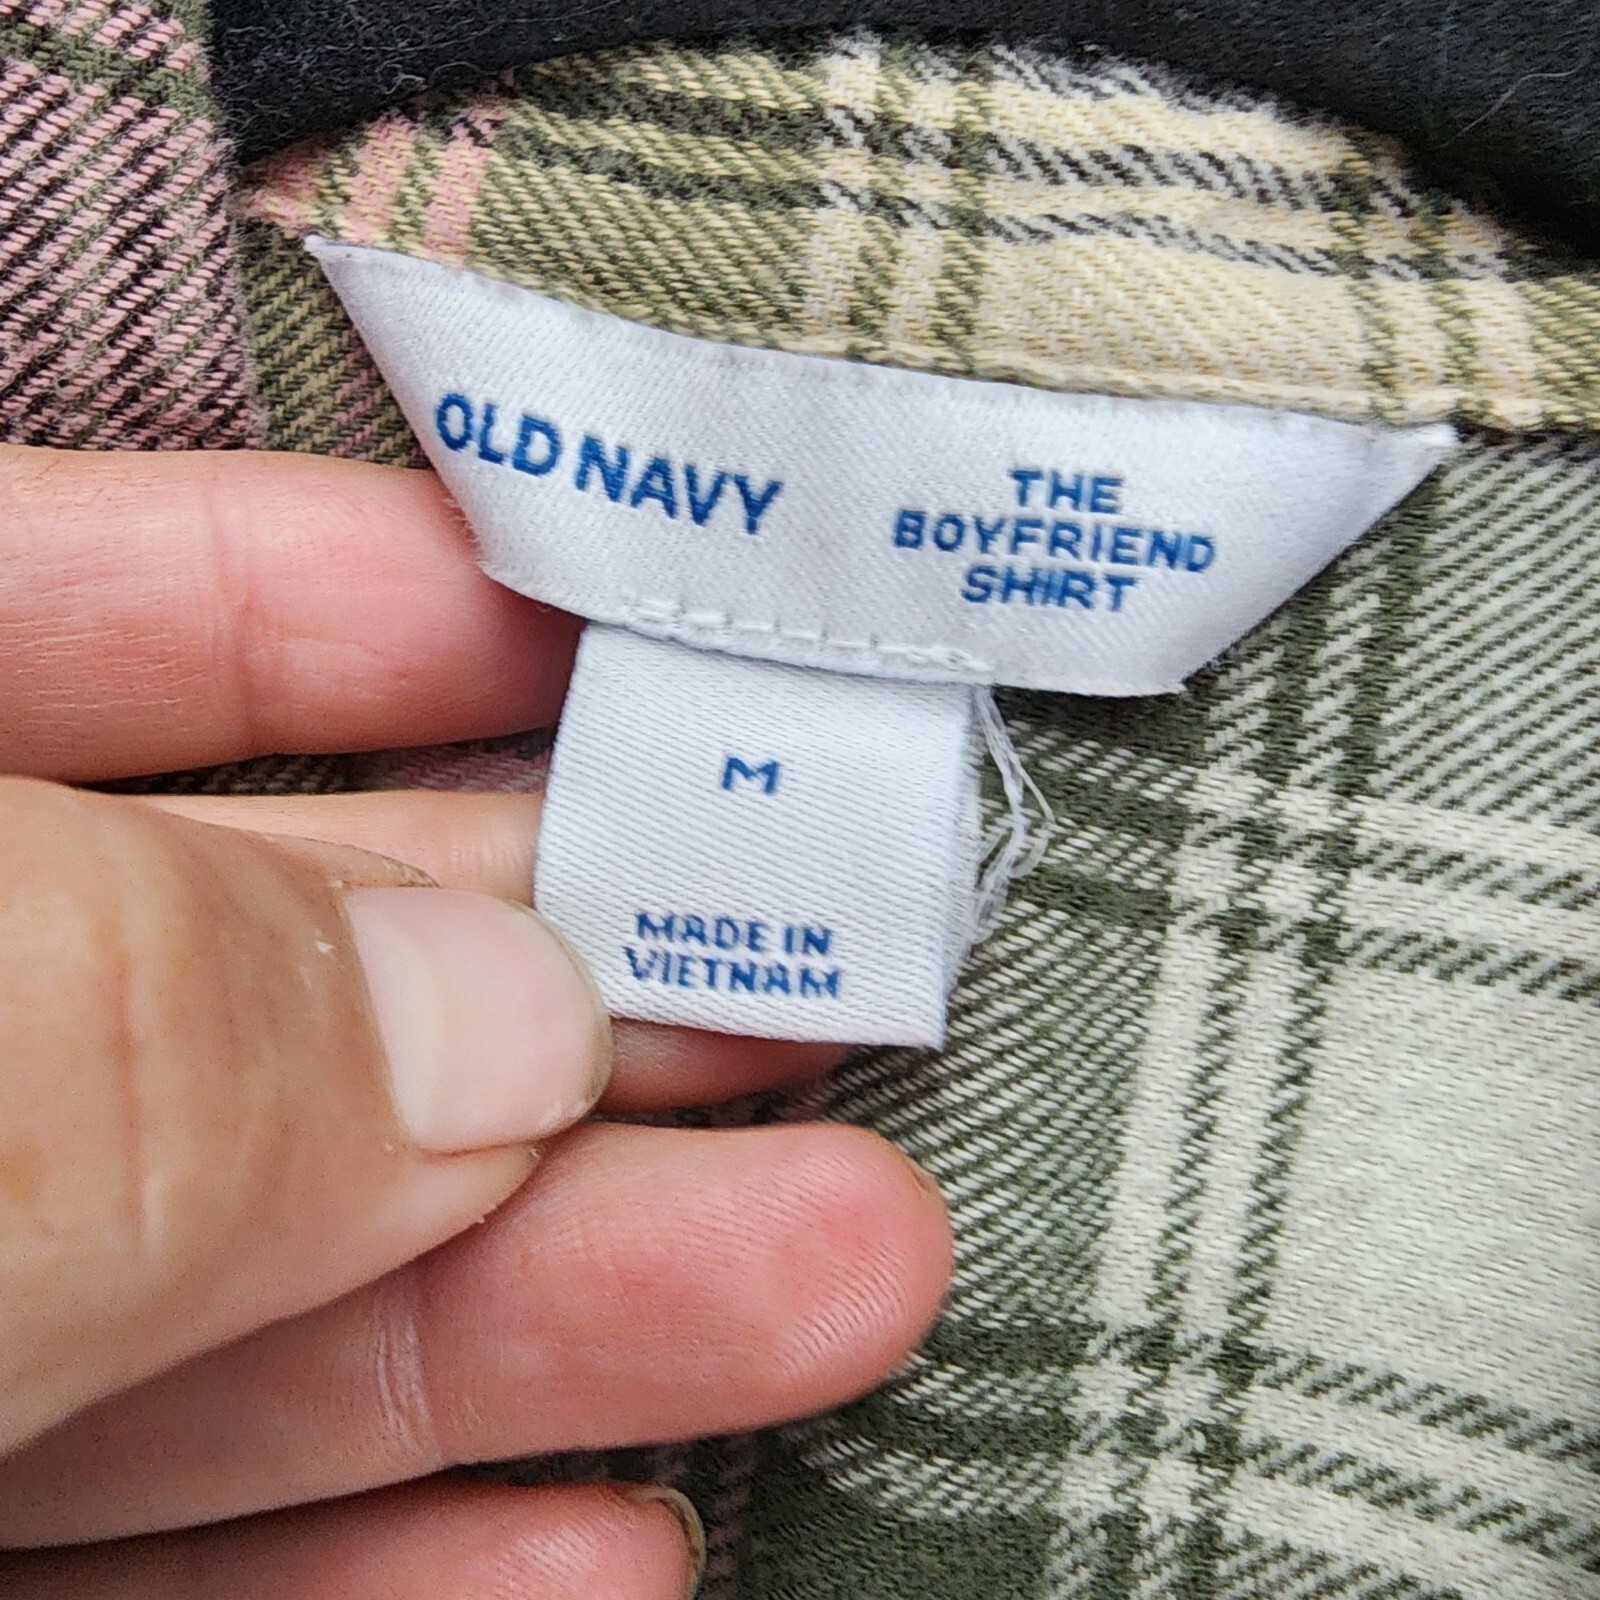 OLD NAVY
THE
BOYFRIEND
SHIRT
M
MADE IN
VIETNAM